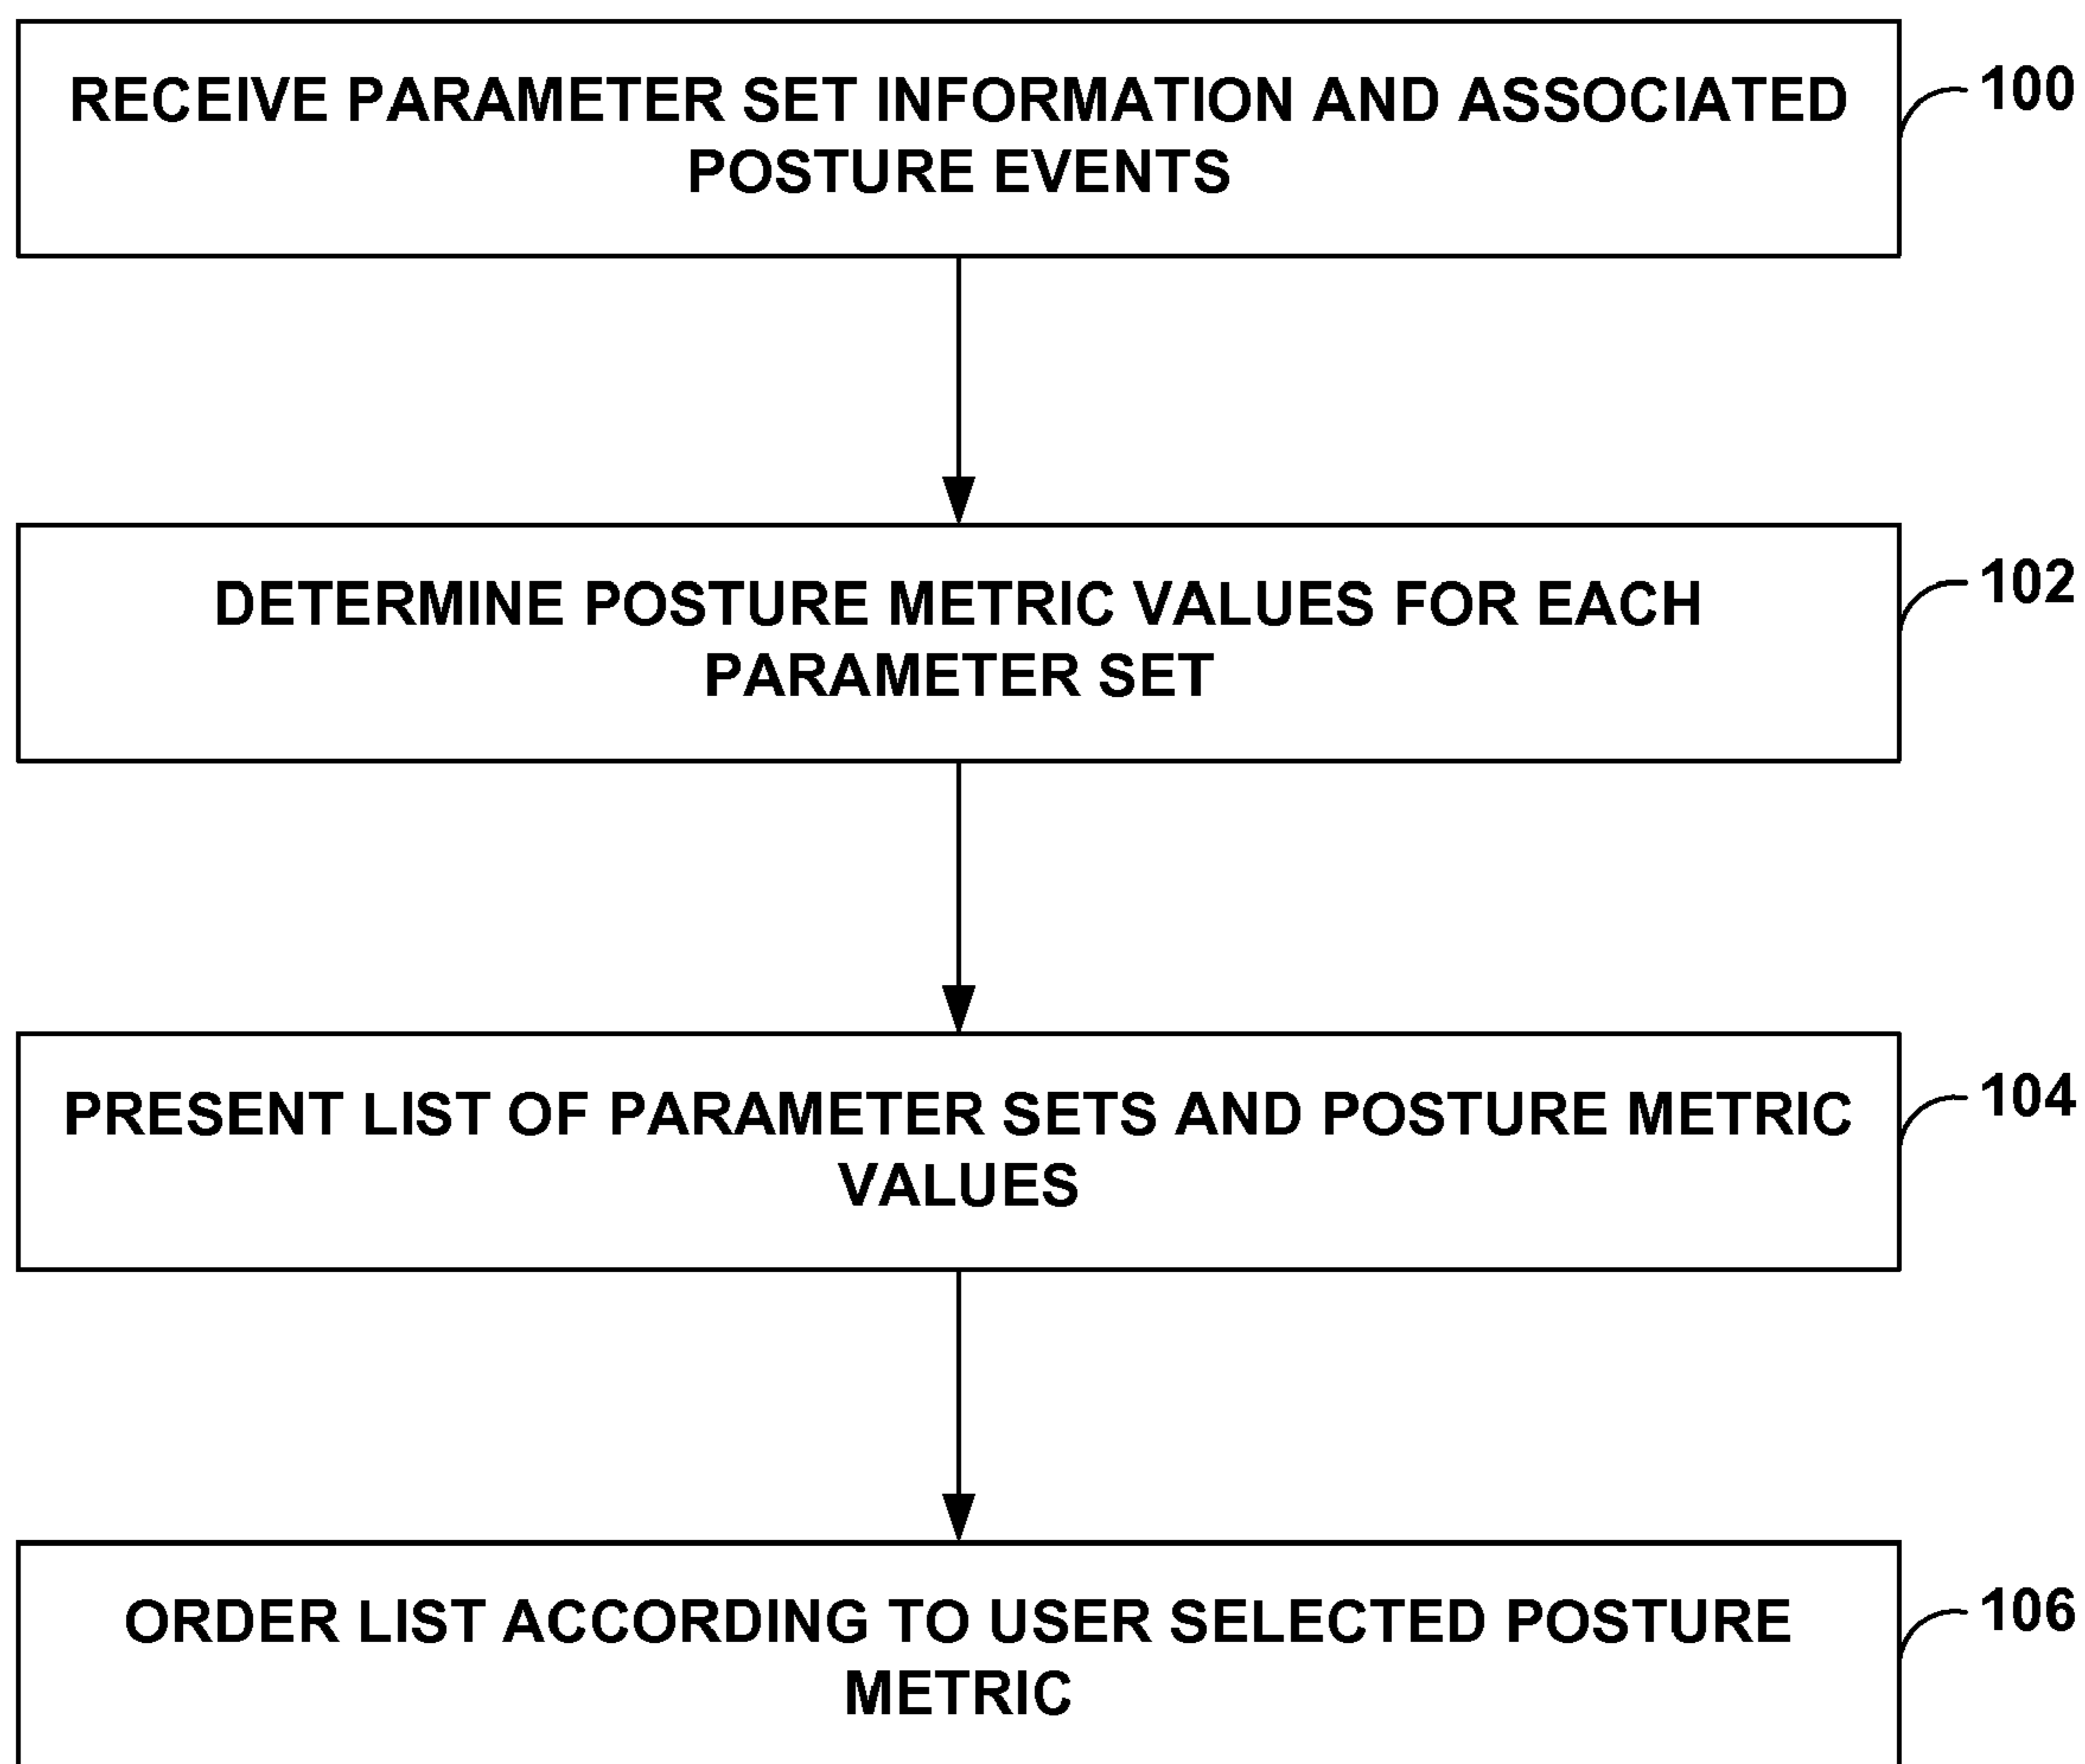 RECEIVE PARAMETER SET INFORMATION AND ASSOCIATED
POSTURE EVENTS
100
DETERMINE POSTURE METRIC VALUES FOR EACH
PARAMETER SET
102
PRESENT LIST OF PARAMETER SETS AND POSTURE METRIC
VALUES
104
ORDER LIST ACCORDING TO USER SELECTED POSTURE
METRIC
106